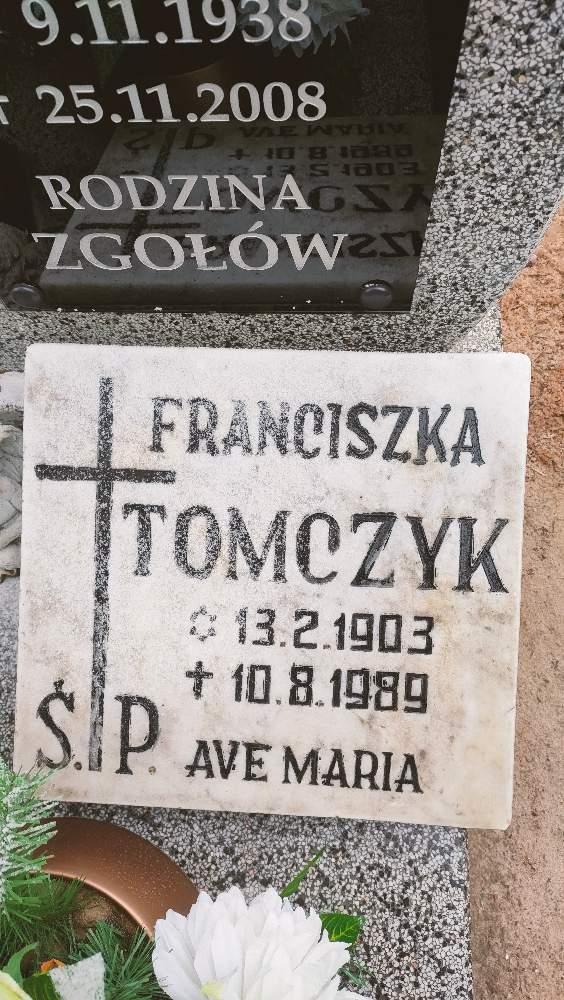 9.11.1938
† 25.11.2008
RODZINA
ZGOŁÓW
FRANCISZKA
TOMCZYK
✡ 13.2.1903
† 10.8.1989
Ś.P. AVE MARIA